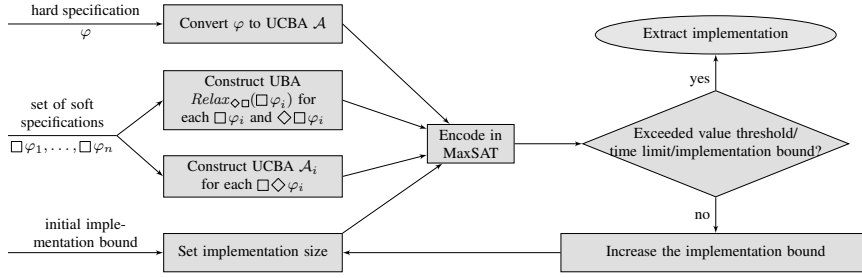 hard specification
φ
Convert φ to UCBA 𝒜
set of soft
specifications
□φ₁, . . . , □φₙ
Construct UBA
Relax◇□(□φᵢ) for
each □φᵢ and ◇□φᵢ
Construct UCBA 𝒜ᵢ
for each □◇φᵢ
initial imple-
mentation bound
Set implementation size
Encode in
MaxSAT
Extract implementation
yes
Exceeded value threshold/
time limit/implementation bound?
no
Increase the implementation bound